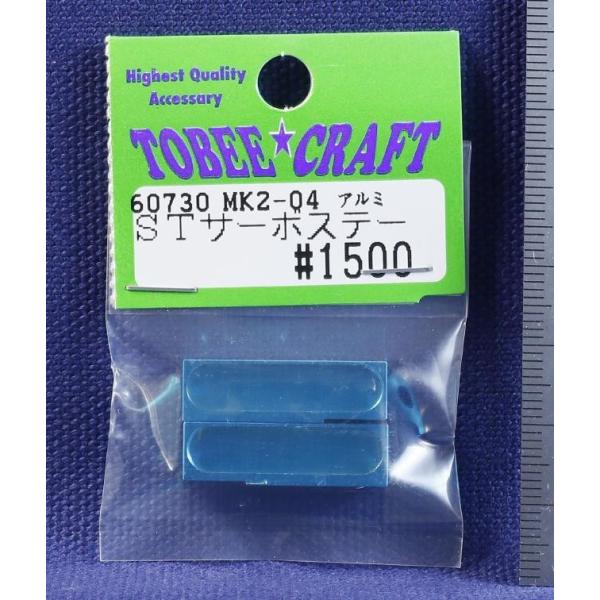 Highest Quality
Accessary
TOBEE★CRAFT
60730 MK2-04 アルミ
STサーボステー
#1500